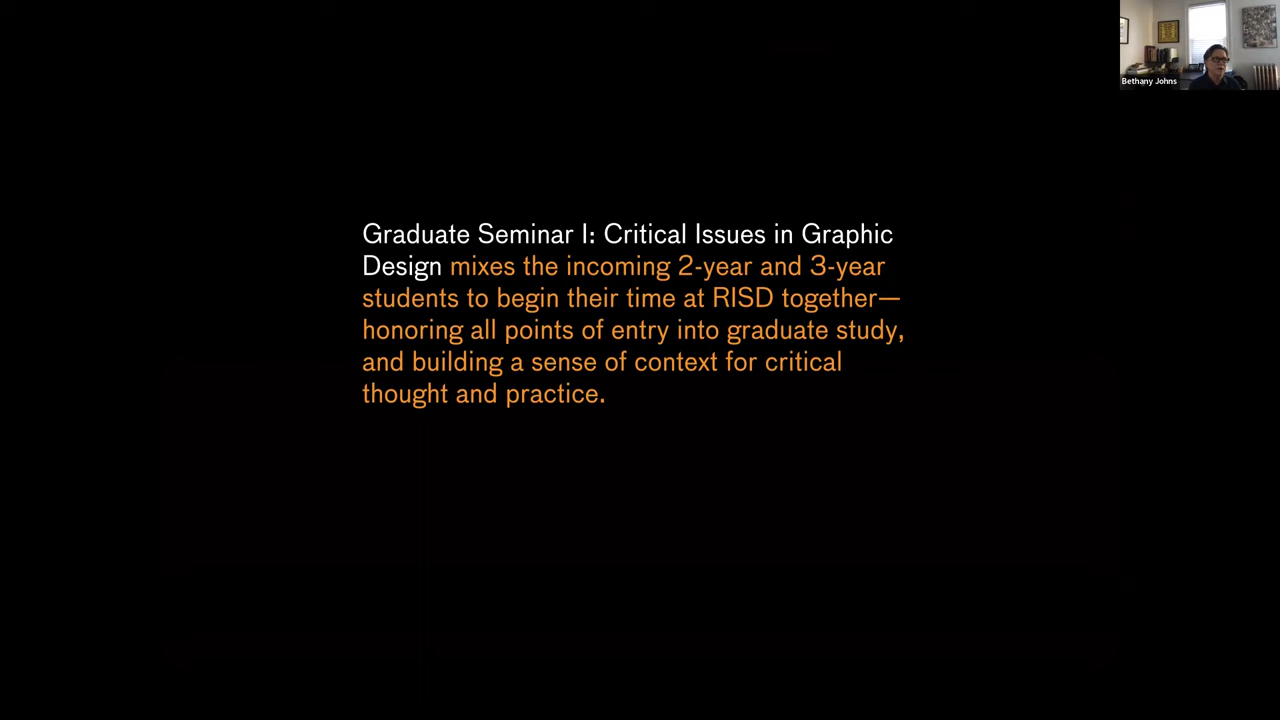 Bethany Johns
Graduate Seminar I: Critical Issues in Graphic
Design mixes the incoming 2-year and 3-year
students to begin their time at RISD together—
honoring all points of entry into graduate study,
and building a sense of context for critical
thought and practice.